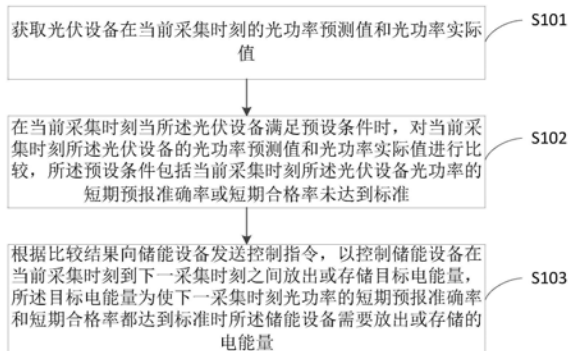 获取光伏设备在当前采集时刻的光功率预测值和光功率实际
值
S101
在当前采集时刻当所述光伏设备满足预设条件时，对当前采
集时刻所述光伏设备的光功率预测值和光功率实际值进行比
较，所述预设条件包括当前采集时刻所述光伏设备光功率的
短期预报准确率或短期合格率未达到标准
S102
根据比较结果向储能设备发送控制指令，以控制储能设备在
当前采集时刻到下一采集时刻之间放出或存储目标电能量，
所述目标电能量为使下一采集时刻光功率的短期预报准确率
和短期合格率都达到标准时所述储能设备需要放出或存储的
电能量
S103